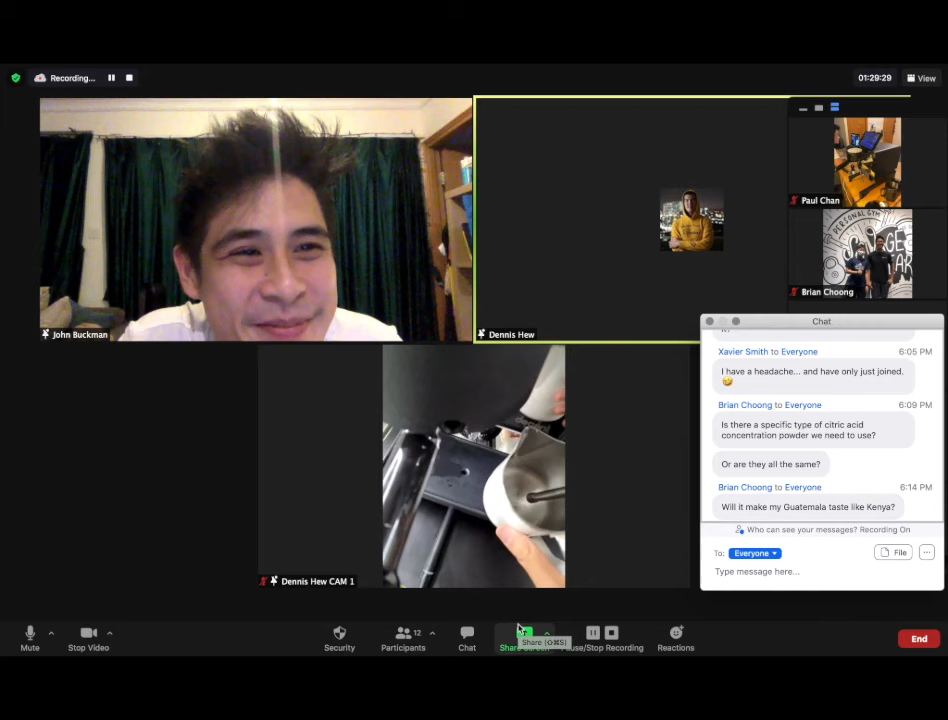 Recording...
01:29:29
View
John Buckman
Dennis Hew
Paul Chan
PERSONAL GYM
Brian Choong
Dennis Hew CAM 1
Chat
Xavier Smith to Everyone
6:05 PM
I have a headache... and have only just joined.
Brian Choong to Everyone
6:09 PM
Is there a specific type of citric acid
concentration powder we need to use?
Or are they all the same?
Brian Choong to Everyone
6:14 PM
Will it make my Guatemala taste like Kenya?
Who can see your messages? Recording On
To:
Everyone
File
Type message here...
Mute
Stop Video
Security
Participants
12
Chat
Share Screen
Share (⇧⌘S)
Pause/Stop Recording
Reactions
End